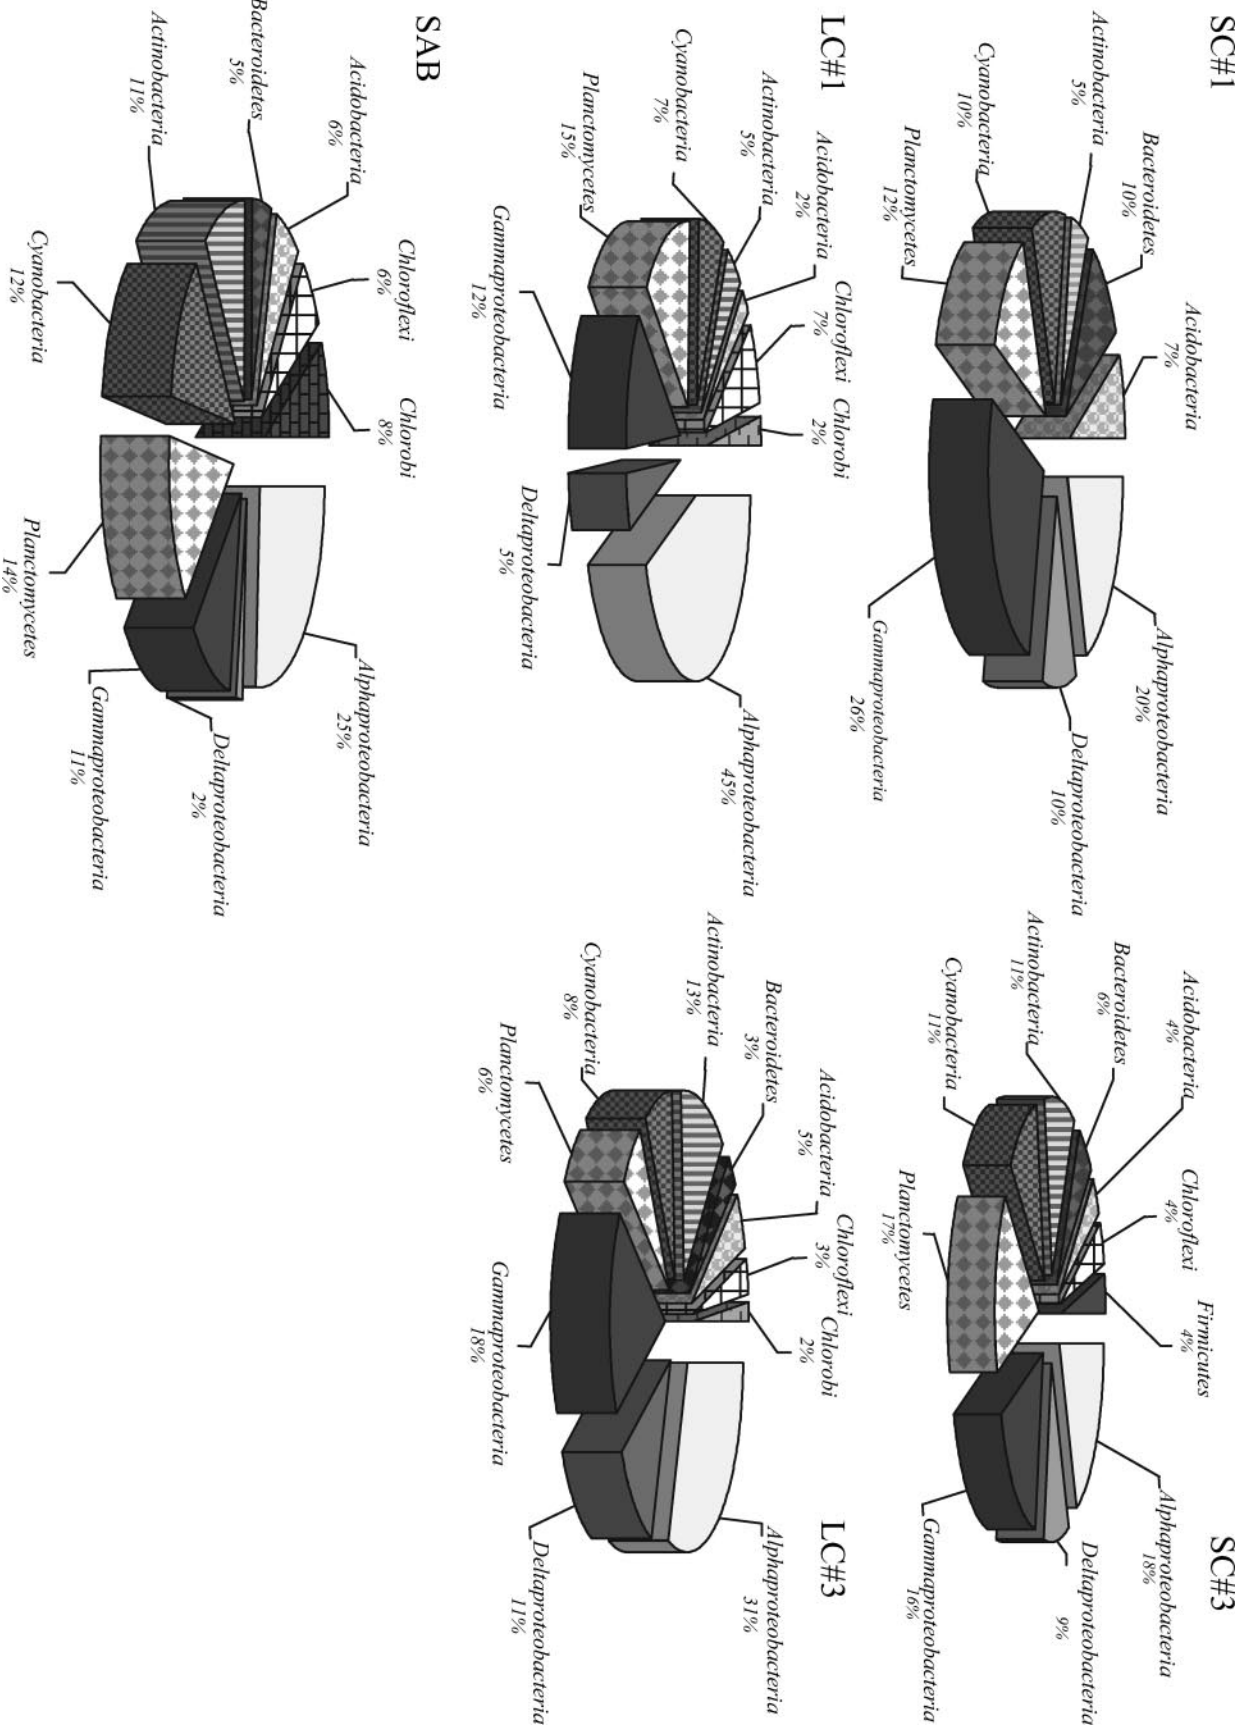 SC#1
Bacteroidetes
10%
Acidobacteria
7%
Actinobacteria
5%
Cyanobacteria
10%
Planctomycetes
12%
Alphaproteobacteria
20%
Deltaproteobacteria
10%
Gammaproteobacteria
26%
SC#3
Acidobacteria
4%
Chloroflexi
4%
Firmicutes
4%
Bacteroidetes
6%
Actinobacteria
11%
Cyanobacteria
11%
Planctomycetes
17%
Alphaproteobacteria
18%
Deltaproteobacteria
9%
Gammaproteobacteria
16%
LC#1
Acidobacteria
2%
Chloroflexi
7%
Chlorobi
2%
Actinobacteria
5%
Cyanobacteria
7%
Planctomycetes
15%
Gammaproteobacteria
12%
Deltaproteobacteria
5%
Alphaproteobacteria
45%
LC#3
Acidobacteria
5%
Chloroflexi
3%
Chlorobi
2%
Bacteroidetes
3%
Actinobacteria
13%
Cyanobacteria
8%
Planctomycetes
6%
Gammaproteobacteria
18%
Deltaproteobacteria
11%
Alphaproteobacteria
31%
SAB
Acidobacteria
6%
Chloroflexi
6%
Chlorobi
8%
Bacteroidetes
5%
Actinobacteria
11%
Cyanobacteria
12%
Planctomycetes
14%
Alphaproteobacteria
25%
Deltaproteobacteria
2%
Gammaproteobacteria
11%